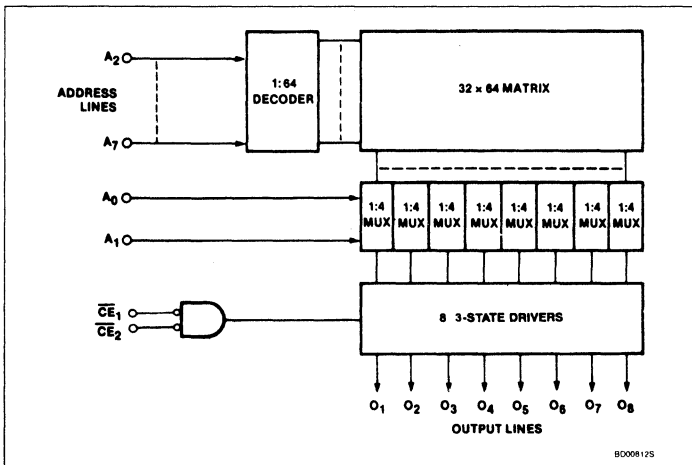 A2
ADDRESS
LINES
A7
1:64
DECODER
32 × 64 MATRIX
A0
A1
1:4 MUX
1:4 MUX
1:4 MUX
1:4 MUX
1:4 MUX
1:4 MUX
1:4 MUX
1:4 MUX
C̅E̅1
C̅E̅2
8 3-STATE DRIVERS
O1 O2 O3 O4 O5 O6 O7 O8
OUTPUT LINES
BD00812S